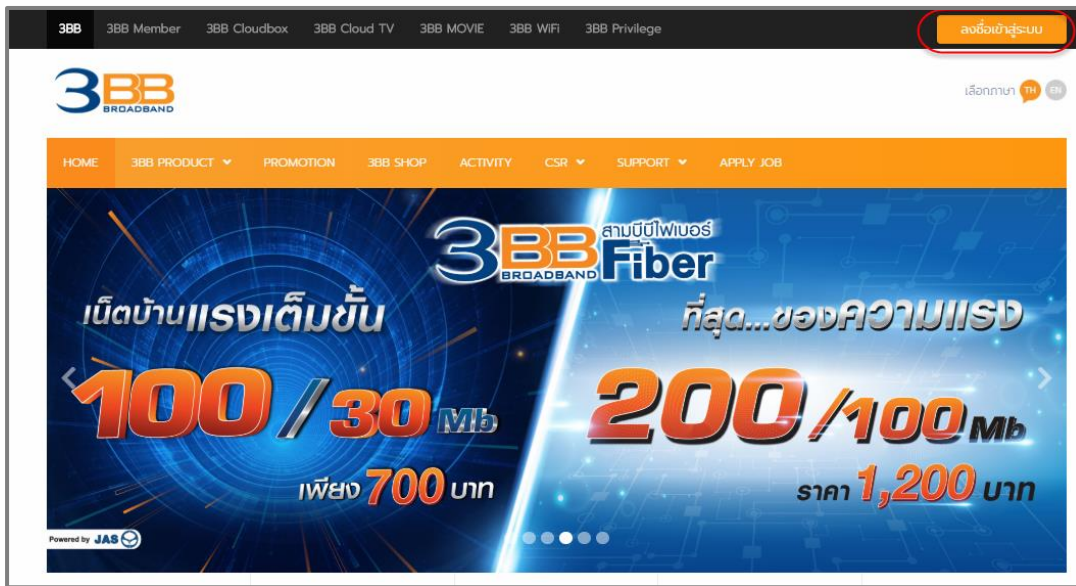 3BB 3BB Member 3BB Cloudbox 3BB Cloud TV 3BB MOVIE 3BB WiFi 3BB Privilege ลงชื่อเข้าสู่ระบบ
3BB
BROADBAND
เลือกภาษา TH EN
HOME 3BB PRODUCT PROMOTION 3BB SHOP ACTIVITY CSR SUPPORT APPLY JOB
3BB BROADBAND สามบีบีไฟเบอร์
Fiber
เน็ตบ้านแรงเต็มขั้น
100/30 Mb
เพียง 700 บาท
ที่สุด...ของความแรง
200/100 Mb
ราคา 1,200 บาท
Powered by JAS